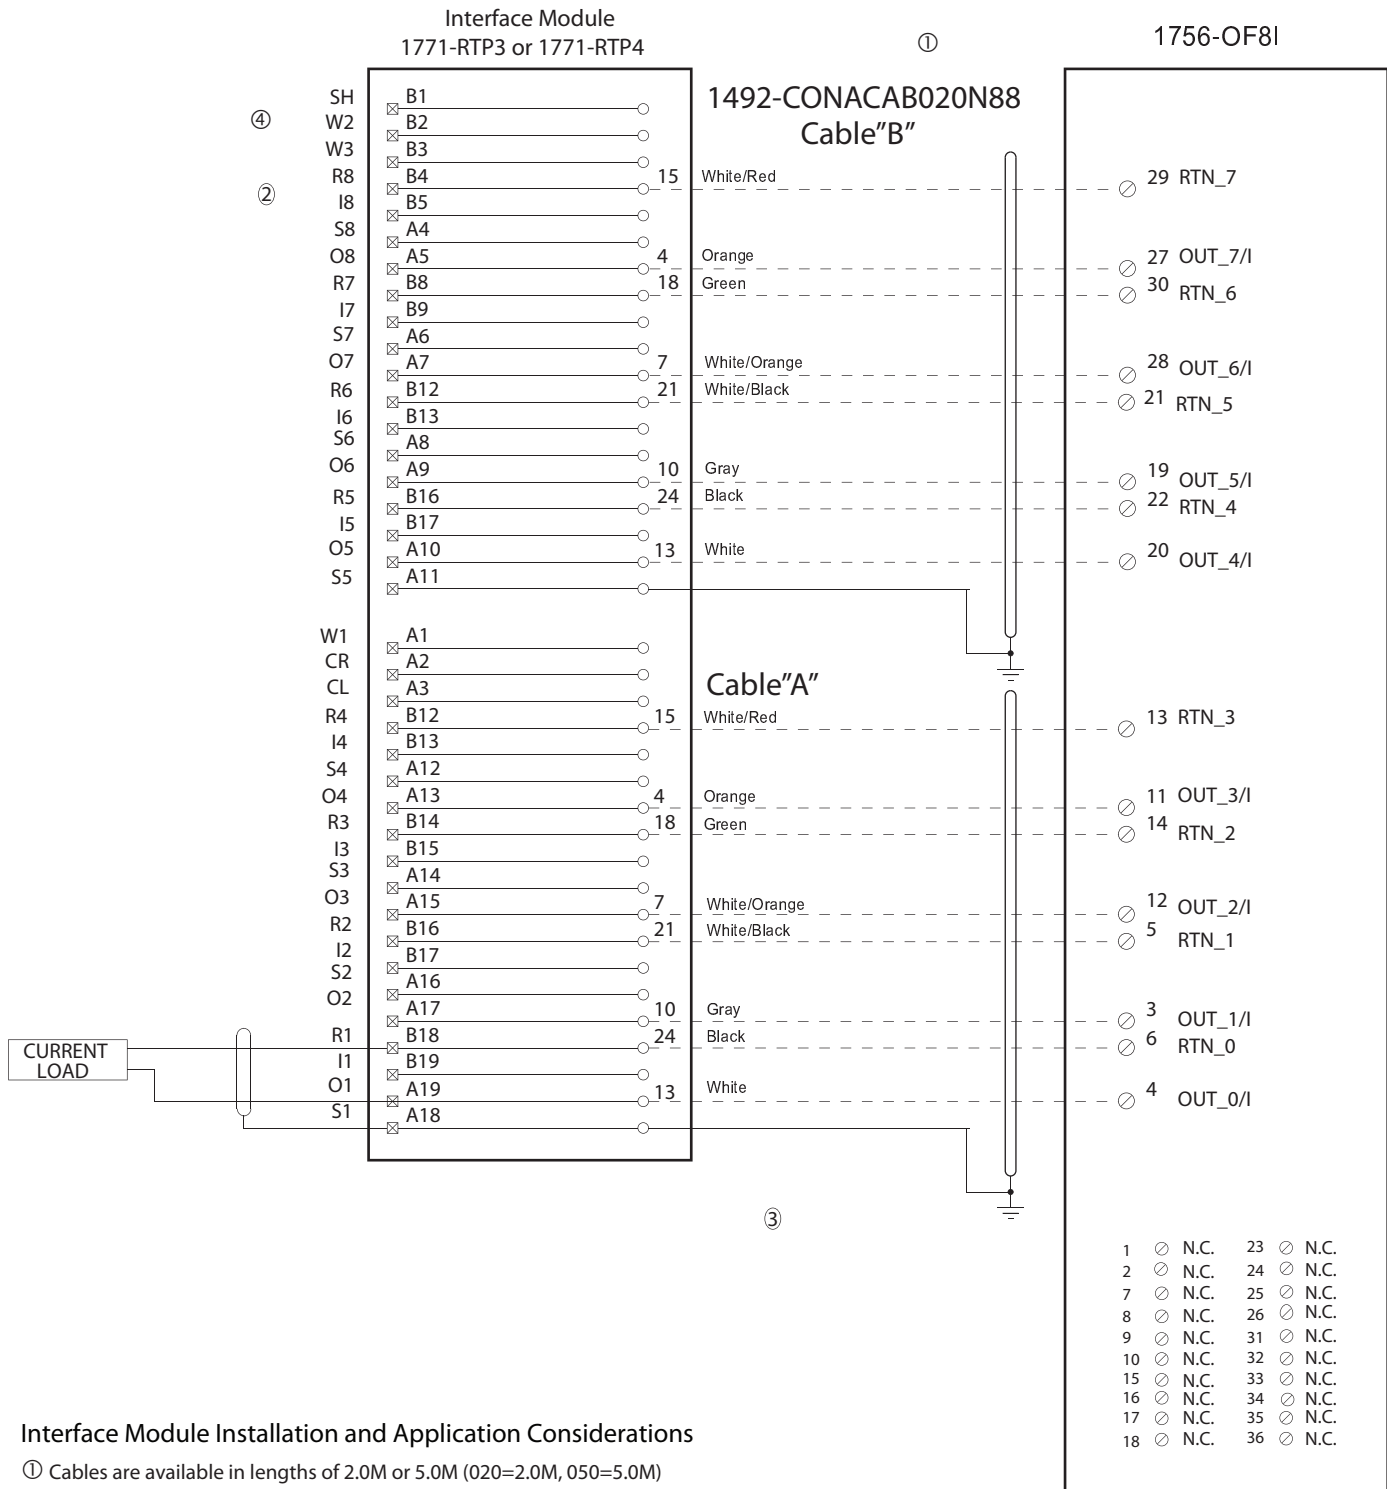 Interface Module
1771-RTP3 or 1771-RTP4
①
1756-OF8I
1492-CONACAB020N88
Cable"B"
④
②
SH B1
W2 B2
W3 B3
R8 B4 15 White/Red 29 RTN_7
I8 B5
S8 A4
O8 A5 4 Orange 27 OUT_7/I
R7 B8 18 Green 30 RTN_6
I7 B9
S7 A6
O7 A7 7 White/Orange 28 OUT_6/I
R6 B12 21 White/Black 21 RTN_5
I6 B13
S6 A8
O6 A9 10 Gray 19 OUT_5/I
R5 B16 24 Black 22 RTN_4
I5 B17
O5 A10 13 White 20 OUT_4/I
S5 A11
W1 A1
CR A2
CL A3
Cable"A"
R4 B12 15 White/Red 13 RTN_3
I4 B13
S4 A12
O4 A13 4 Orange 11 OUT_3/I
R3 B14 18 Green 14 RTN_2
I3 B15
S3 A14
O3 A15 7 White/Orange 12 OUT_2/I
R2 B16 21 White/Black 5 RTN_1
I2 B17
S2 A16
O2 A17 10 Gray 3 OUT_1/I
R1 B18 24 Black 6 RTN_0
CURRENT
LOAD
I1 B19
O1 A19 13 White 4 OUT_0/I
S1 A18
③
1 N.C. 23 N.C.
2 N.C. 24 N.C.
7 N.C. 25 N.C.
8 N.C. 26 N.C.
9 N.C. 31 N.C.
10 N.C. 32 N.C.
15 N.C. 33 N.C.
16 N.C. 34 N.C.
17 N.C. 35 N.C.
18 N.C. 36 N.C.
Interface Module Installation and Application Considerations
① Cables are available in lengths of 2.0M or 5.0M (020=2.0M, 050=5.0M)